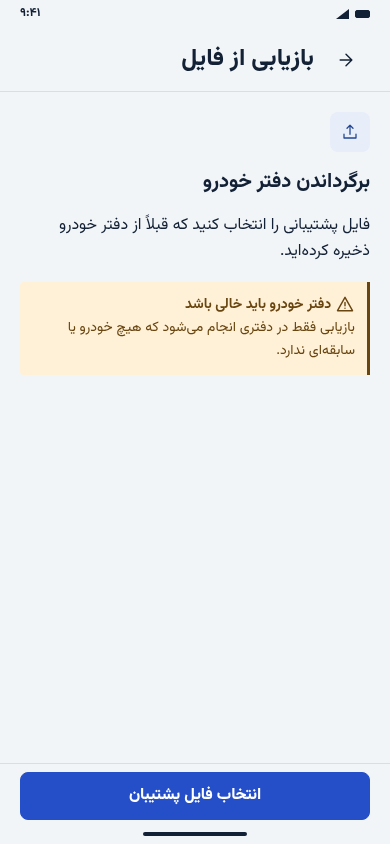 ۹:۴۱
بازیابی از فایل
برگرداندن دفتر خودرو
فایل پشتیبانی را انتخاب کنید که قبلاً از دفتر خودرو
ذخیره کرده‌اید.
دفتر خودرو باید خالی باشد
بازیابی فقط در دفتری انجام می‌شود که هیچ خودرو یا
سابقه‌ای ندارد.
انتخاب فایل پشتیبان